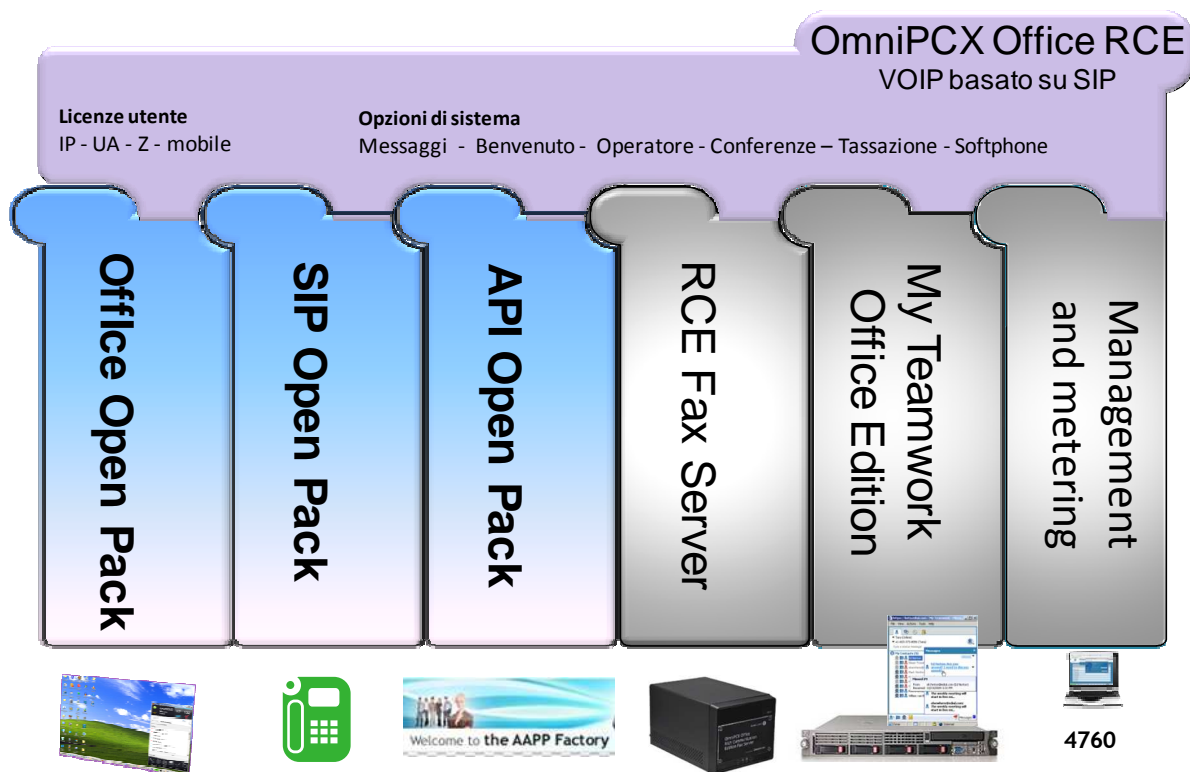 OmniPCX Office RCE
VOIP basato su SIP
Licenze utente
IP - UA - Z - mobile
Opzioni di sistema
Messaggi - Benvenuto - Operatore - Conferenze – Tassazione - Softphone
Office Open Pack
SIP Open Pack
API Open Pack
RCE Fax Server
My Teamwork
Office Edition
Management
and metering
Welcome to the AAPP Factory
4760